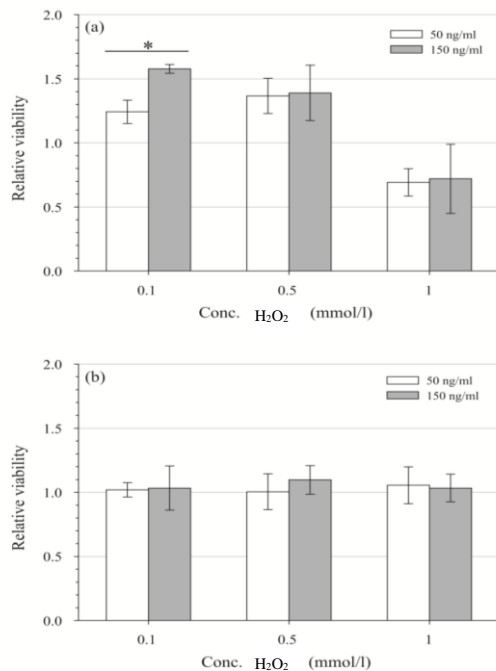 (a)
50 ng/ml
150 ng/ml
*
2.0
1.5
1.0
0.5
0.0
Relative viability
0.1 0.5 1
Conc. H₂O₂ (mmol/l)
(b)
50 ng/ml
150 ng/ml
2.0
1.5
1.0
0.5
0.0
Relative viability
0.1 0.5 1
Conc. H₂O₂ (mmol/l)